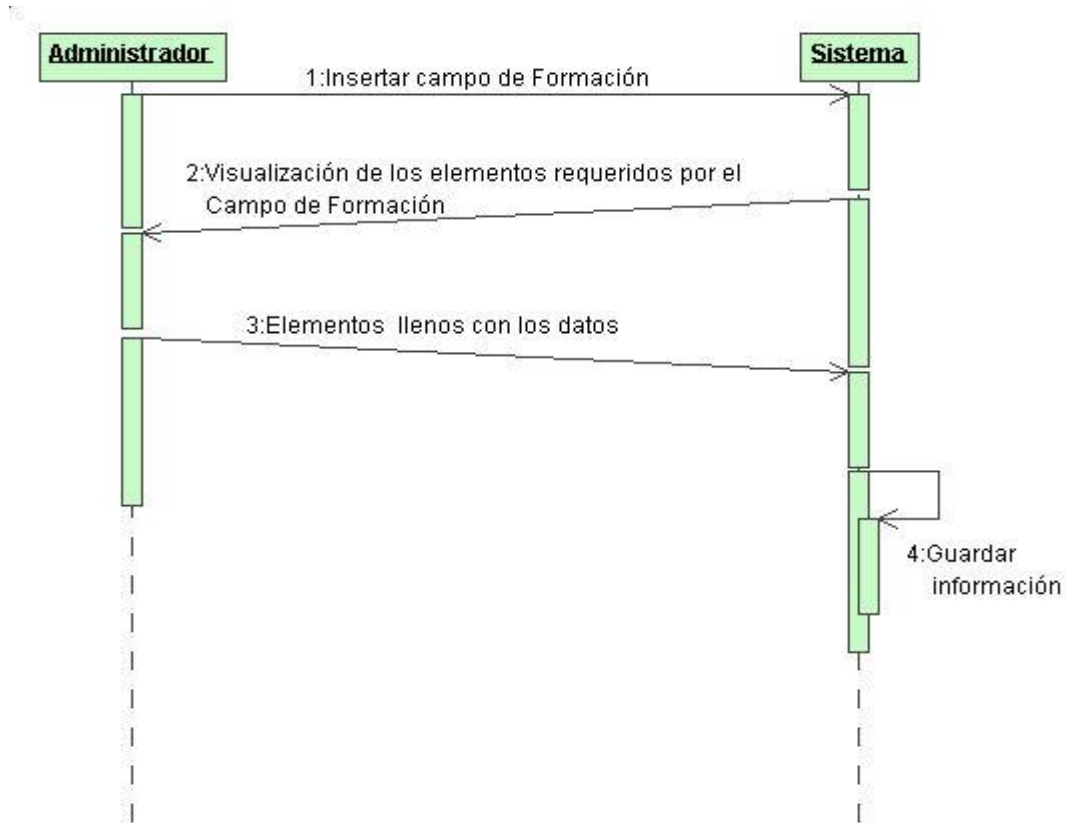 Administrador
Sistema
1:Insertar campo de Formación
2:Visualización de los elementos requeridos por el
Campo de Formación
3:Elementos llenos con los datos
4:Guardar
información